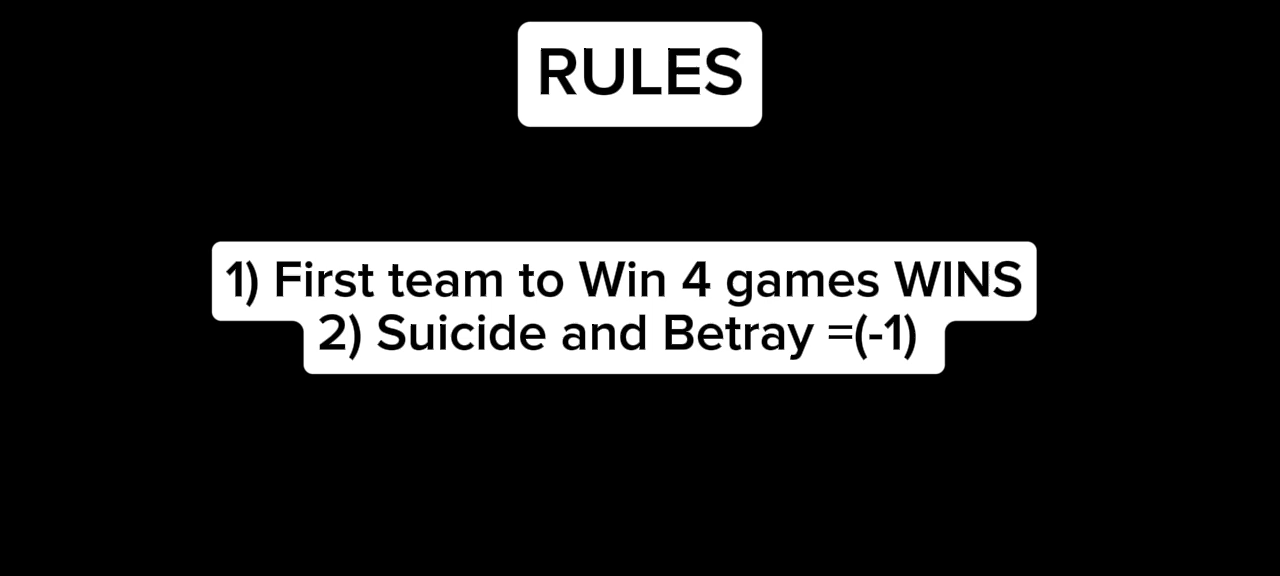 RULES
1) First team to Win 4 games WINS
2) Suicide and Betray =(-1)